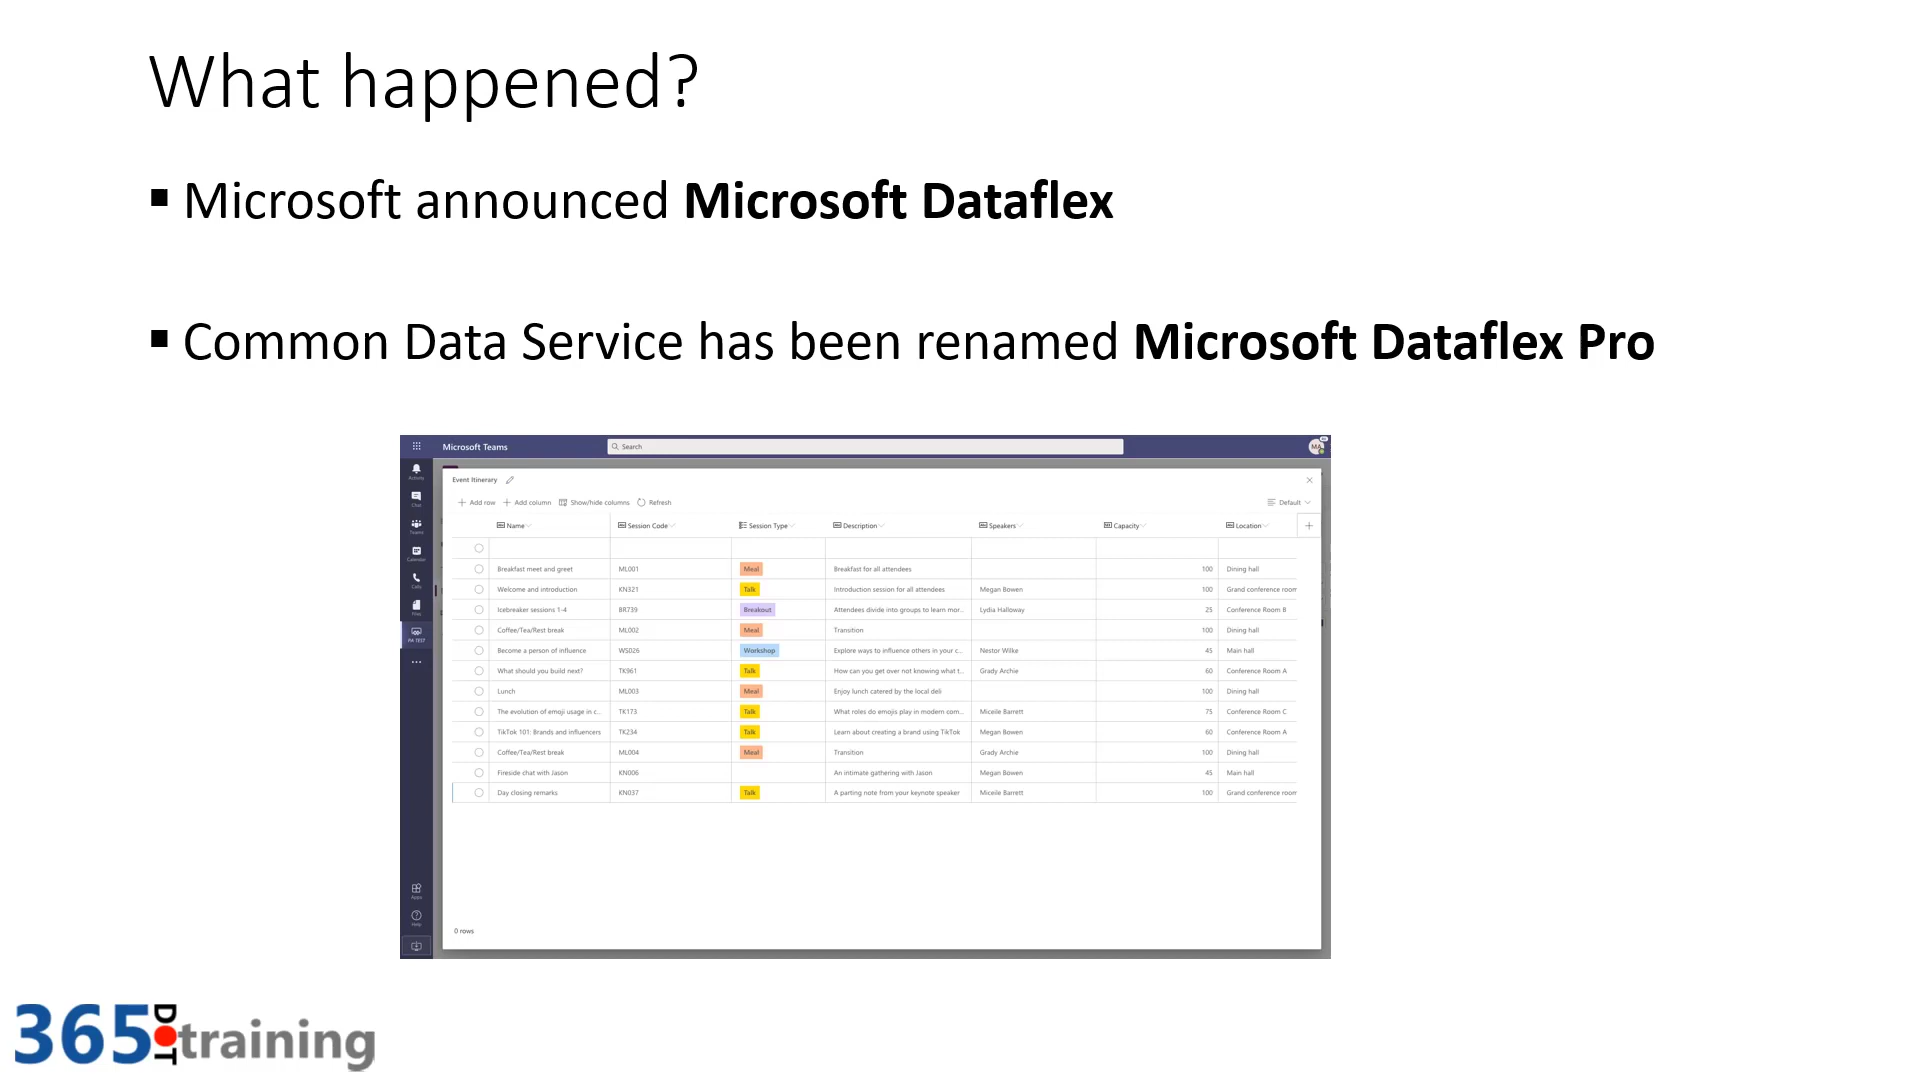 What happened?
▪ Microsoft announced Microsoft Dataflex
▪ Common Data Service has been renamed Microsoft Dataflex Pro
Microsoft Teams Search MA
Activity
Chat
Teams
Calendar
Calls
Files
PA TEST
Apps
Help
Event Itinerary
Add row Add column Show/hide columns Refresh Default
Name Session Code Session Type Description Speakers Capacity Location
Breakfast meet and greet ML001 Meal Breakfast for all attendees 100 Dining hall
Welcome and introduction KN321 Talk Introduction session for all attendees Megan Bowen 100 Grand conference room
Icebreaker sessions 1-4 BR739 Breakout Attendees divide into groups to learn mor... Lydia Halloway 25 Conference Room B
Coffee/Tea/Rest break ML002 Meal Transition 100 Dining hall
Become a person of influence WS026 Workshop Explore ways to influence others in your c... Nestor Wilke 45 Main hall
What should you build next? TK961 Talk How can you get over not knowing what t... Grady Archie 60 Conference Room A
Lunch ML003 Meal Enjoy lunch catered by the local deli 100 Dining hall
The evolution of emoji usage in c... TK173 Talk What roles do emojis play in modern com... Miceile Barrett 75 Conference Room C
TikTok 101: Brands and influencers TK234 Talk Learn about creating a brand using TikTok Megan Bowen 60 Conference Room A
Coffee/Tea/Rest break ML004 Meal Transition Grady Archie 100 Dining hall
Fireside chat with Jason KN006 An intimate gathering with Jason Megan Bowen 45 Main hall
Day closing remarks KN037 Talk A parting note from your keynote speaker Miceile Barrett 100 Grand conference room
0 rows
365DOTtraining